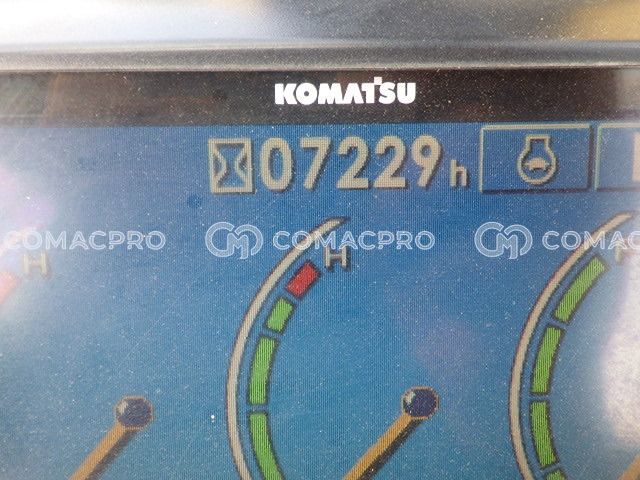 KOMATSU
07229h
COMACPRO COMACPRO COMACPRO
H H H